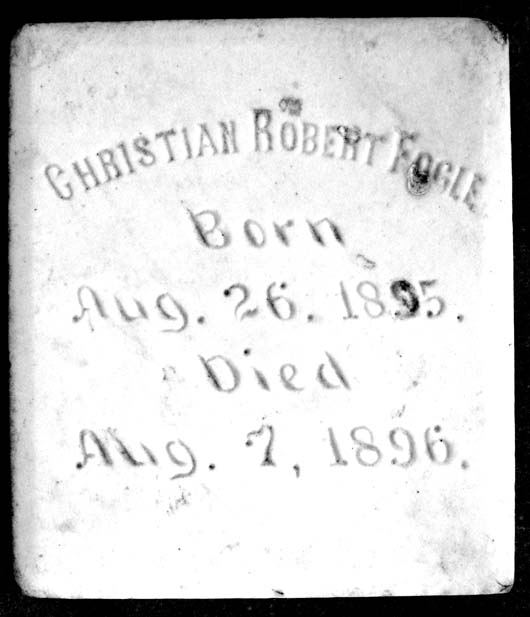 CHRISTIAN ROBERT FOGLE
Born
Aug. 26. 1895.
Died
Aug. 7, 1896.